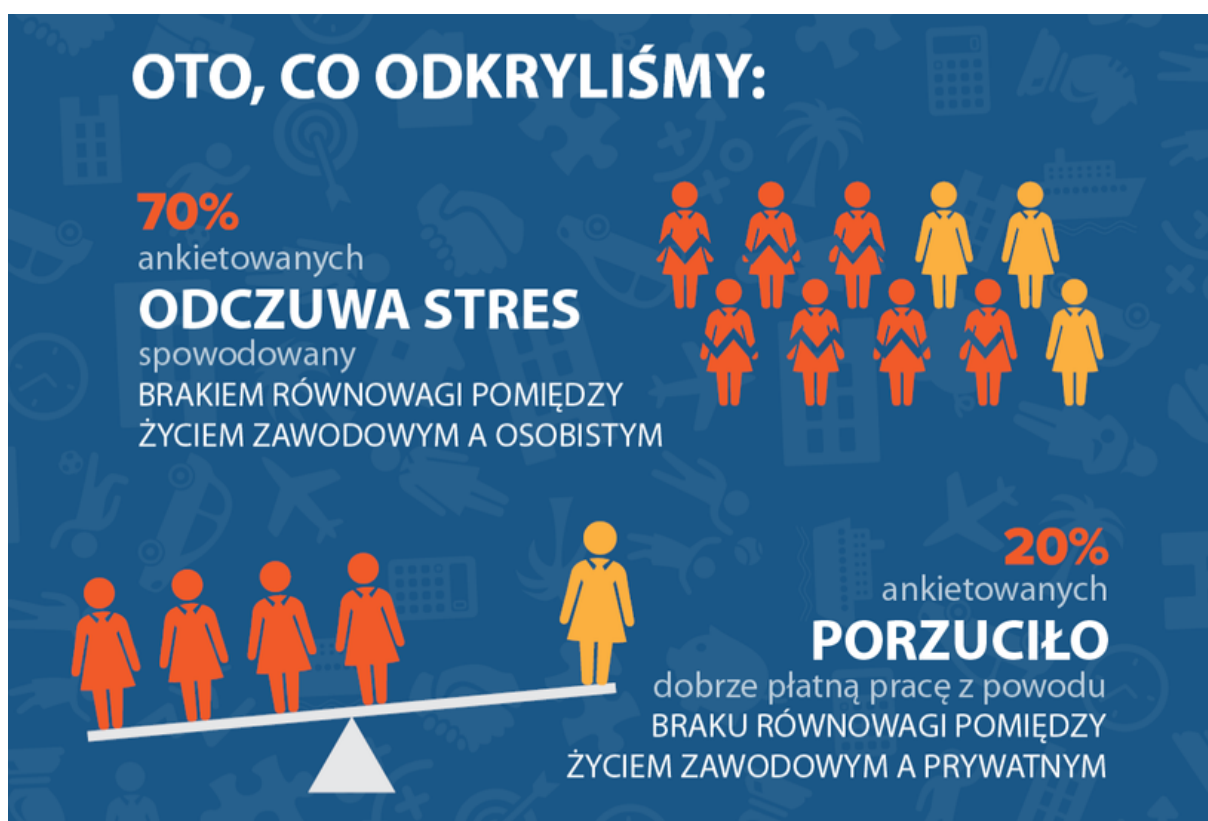 OTO, CO ODKRYLIŚMY:
70%
ankietowanych
ODCZUWA STRES
spowodowany
BRAKIEM RÓWNOWAGI POMIĘDZY
ŻYCIEM ZAWODOWYM A OSOBISTYM
20%
ankietowanych
PORZUCIŁO
dobrze płatną pracę z powodu
BRAKU RÓWNOWAGI POMIĘDZY
ŻYCIEM ZAWODOWYM A PRYWATNYM